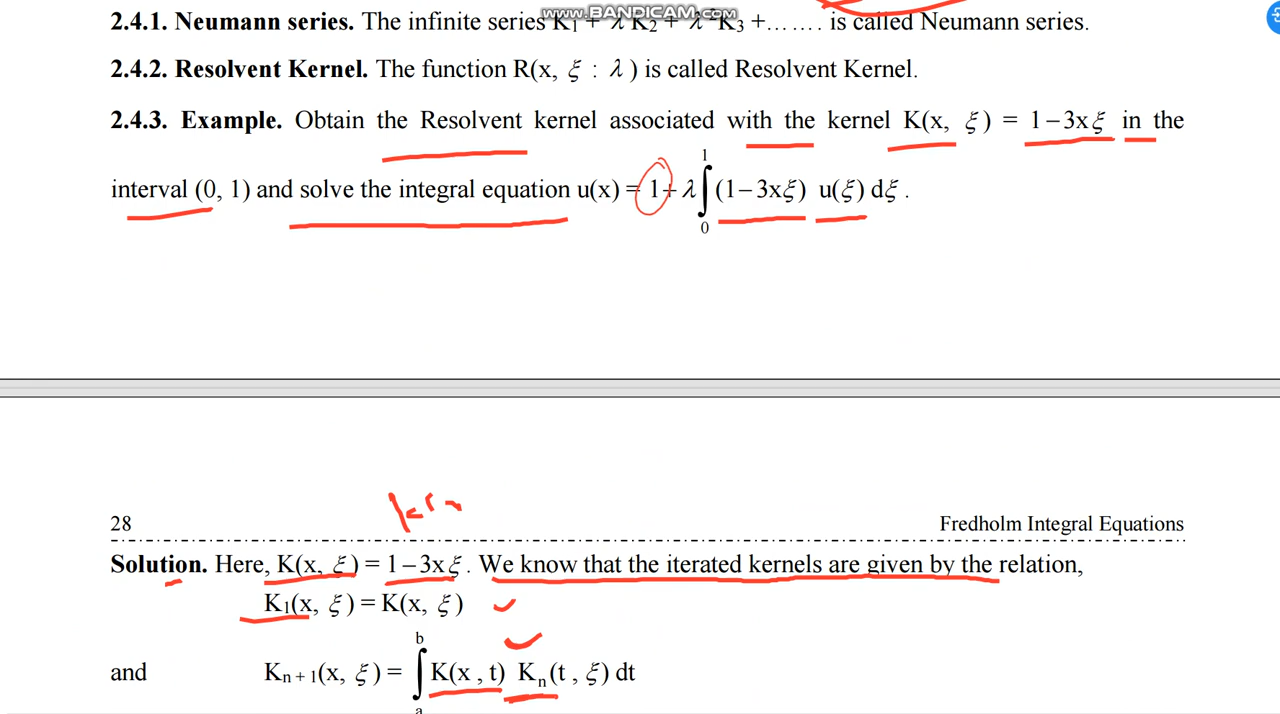 www.BANDICAM.com
2.4.1. Neumann series. The infinite series K₁ + λ K₂ + λ² K₃ +……. is called Neumann series.
2.4.2. Resolvent Kernel. The function R(x, ξ : λ ) is called Resolvent Kernel.
2.4.3. Example. Obtain the Resolvent kernel associated with the kernel K(x, ξ) = 1−3xξ in the
interval (0, 1) and solve the integral equation u(x) = 1+ λ ∫₀¹ (1−3xξ) u(ξ) dξ .
28 Fredholm Integral Equations
Solution. Here, K(x, ξ) = 1−3xξ. We know that the iterated kernels are given by the relation,
K₁(x, ξ) = K(x, ξ)
and Kₙ₊₁(x, ξ) = ∫ₐᵇ K(x , t) Kₙ(t , ξ) dt